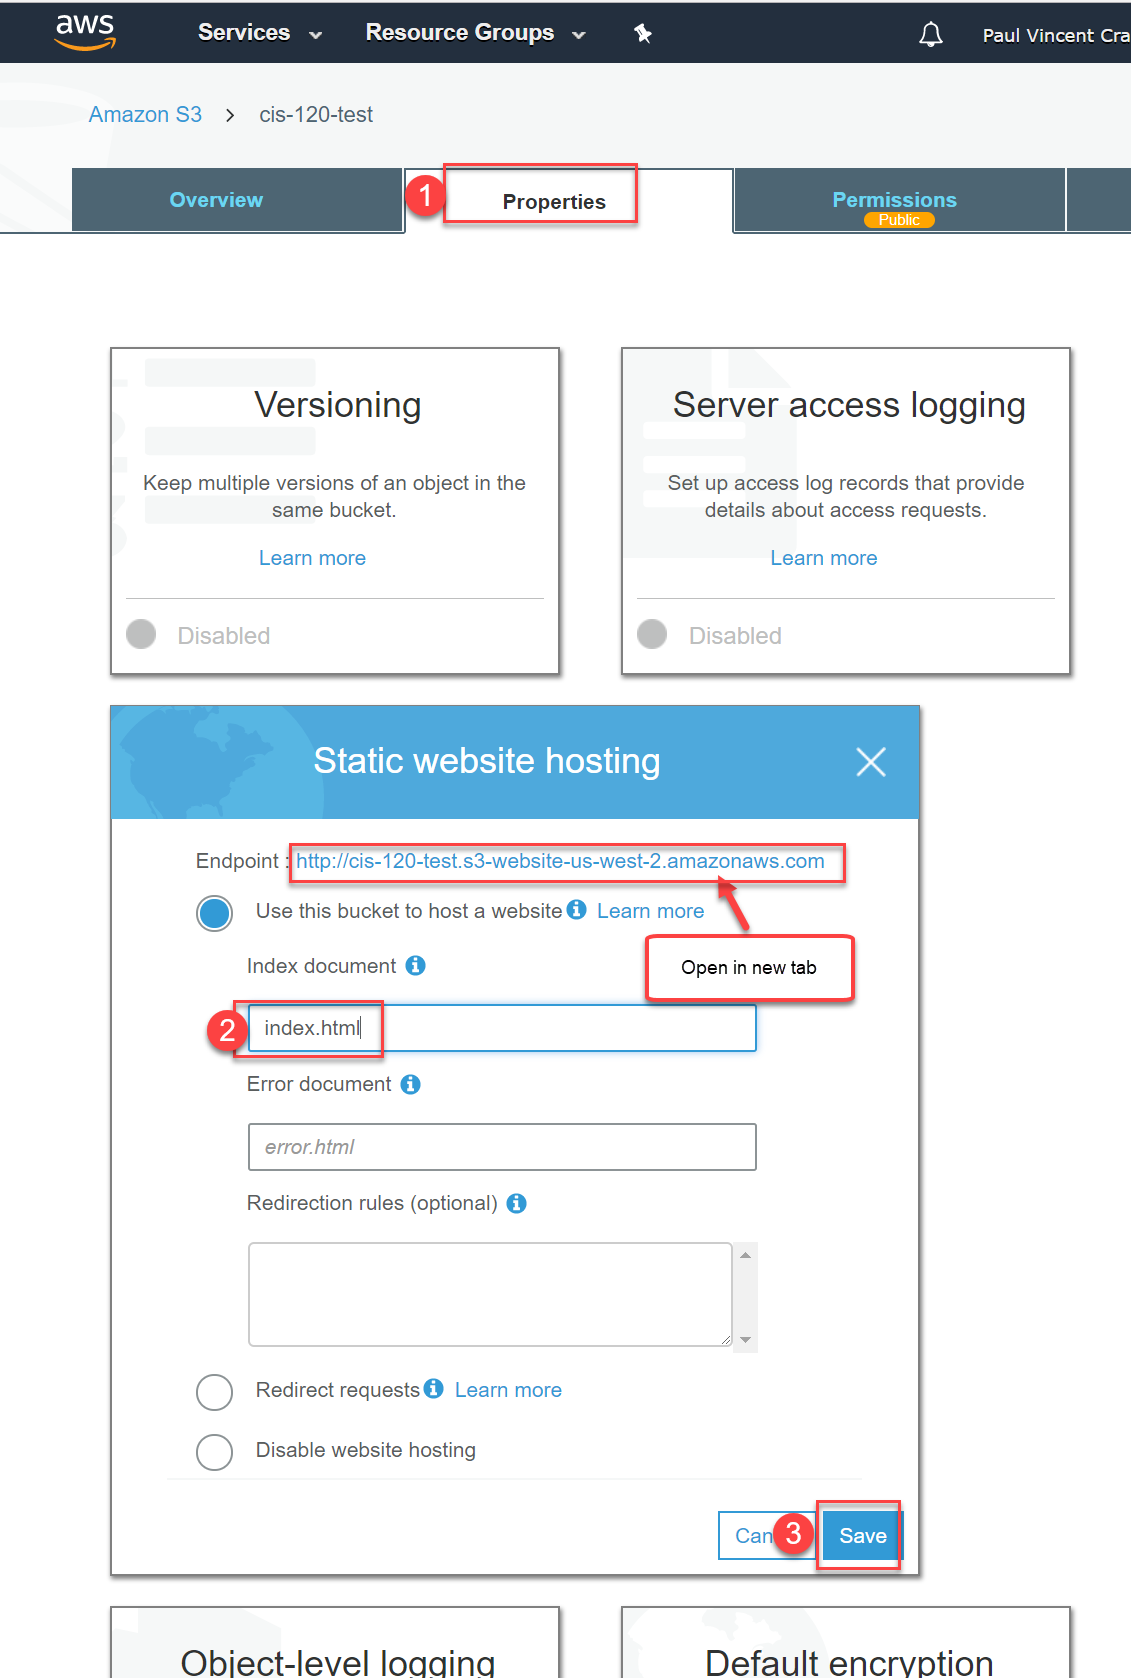 aws Services Resource Groups Paul Vincent Cra
Amazon S3 > cis-120-test
Overview 1 Properties Permissions
Public
Versioning
Keep multiple versions of an object in the
same bucket.
Learn more
Disabled
Server access logging
Set up access log records that provide
details about access requests.
Learn more
Disabled
Static website hosting
Endpoint : http://cis-120-test.s3-website-us-west-2.amazonaws.com
Use this bucket to host a website Learn more
Open in new tab
Index document
2 index.html
Error document
error.html
Redirection rules (optional)
Redirect requests Learn more
Disable website hosting
Can 3 Save
Object-level logging
Default encryption